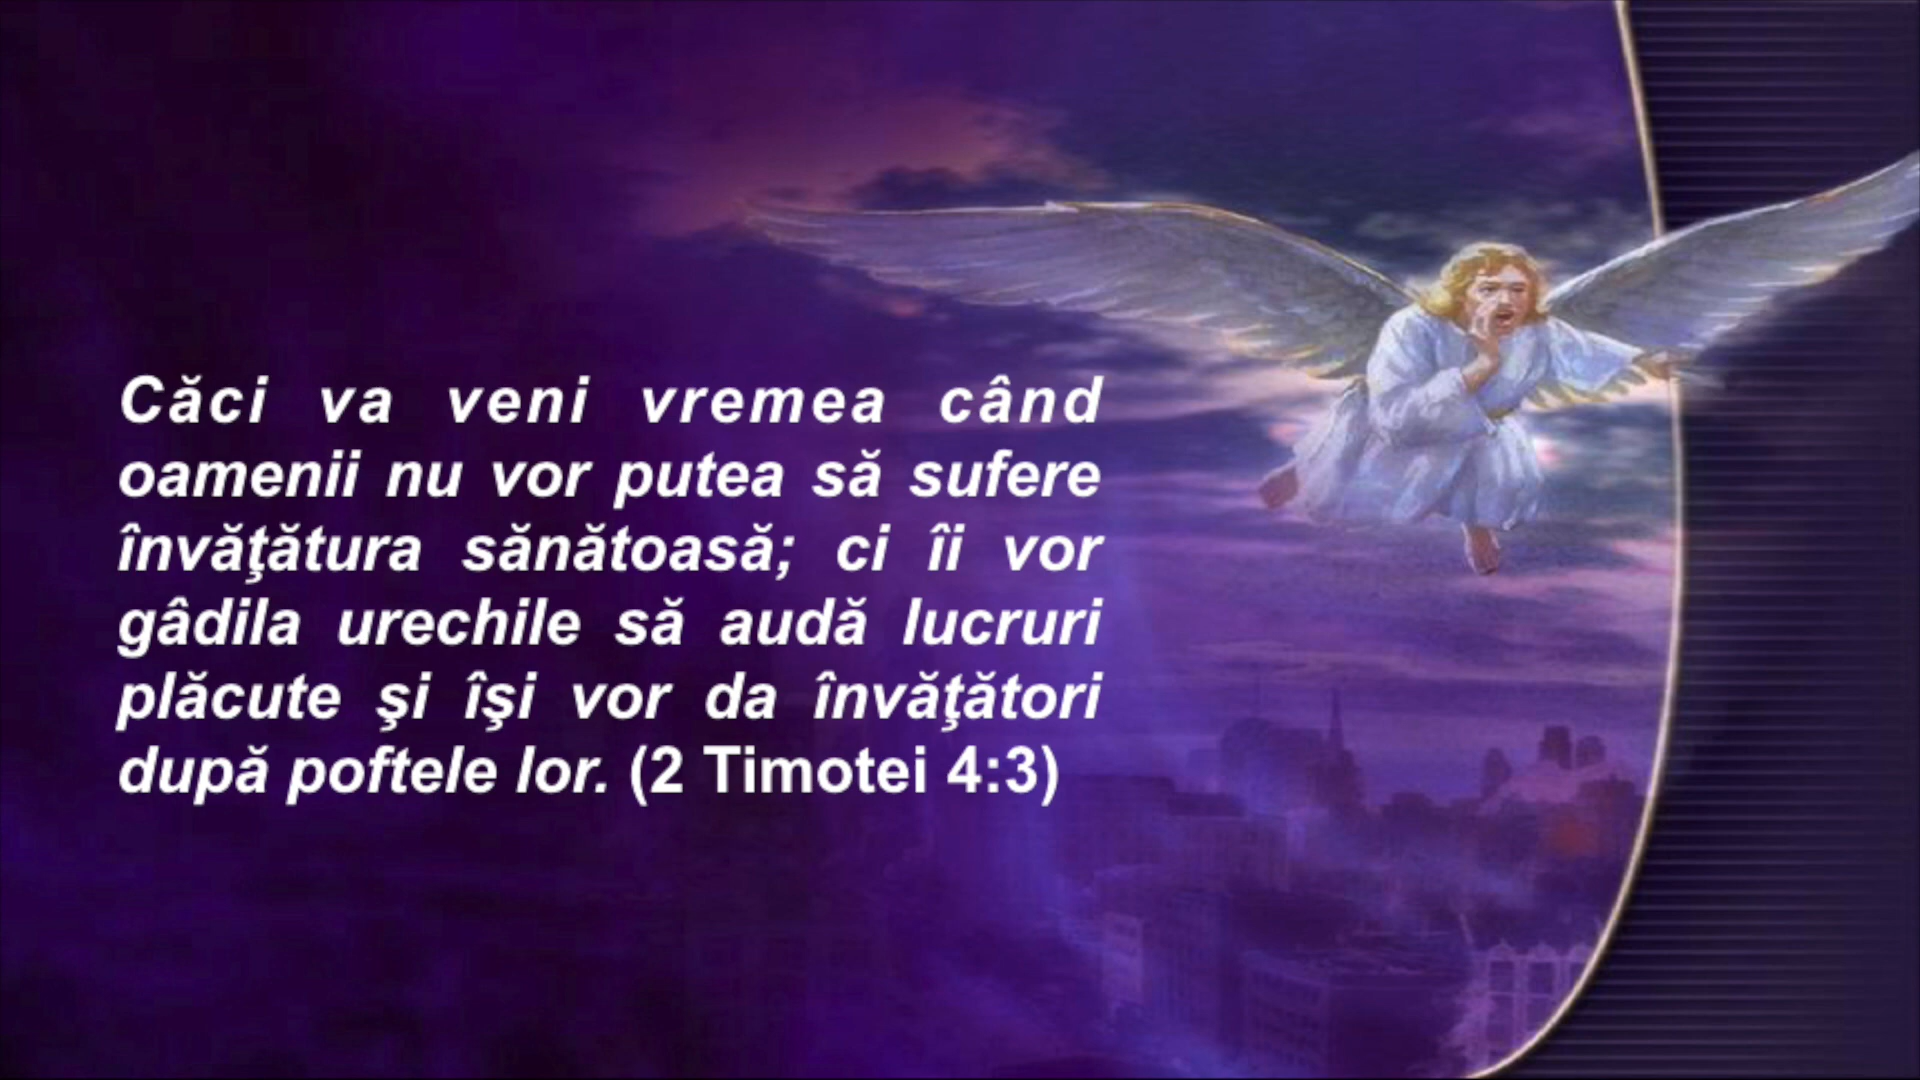 Căci va veni vremea când
oamenii nu vor putea să sufere
învăţătura sănătoasă; ci îi vor
gâdila urechile să audă lucruri
plăcute şi îşi vor da învăţători
după poftele lor. (2 Timotei 4:3)